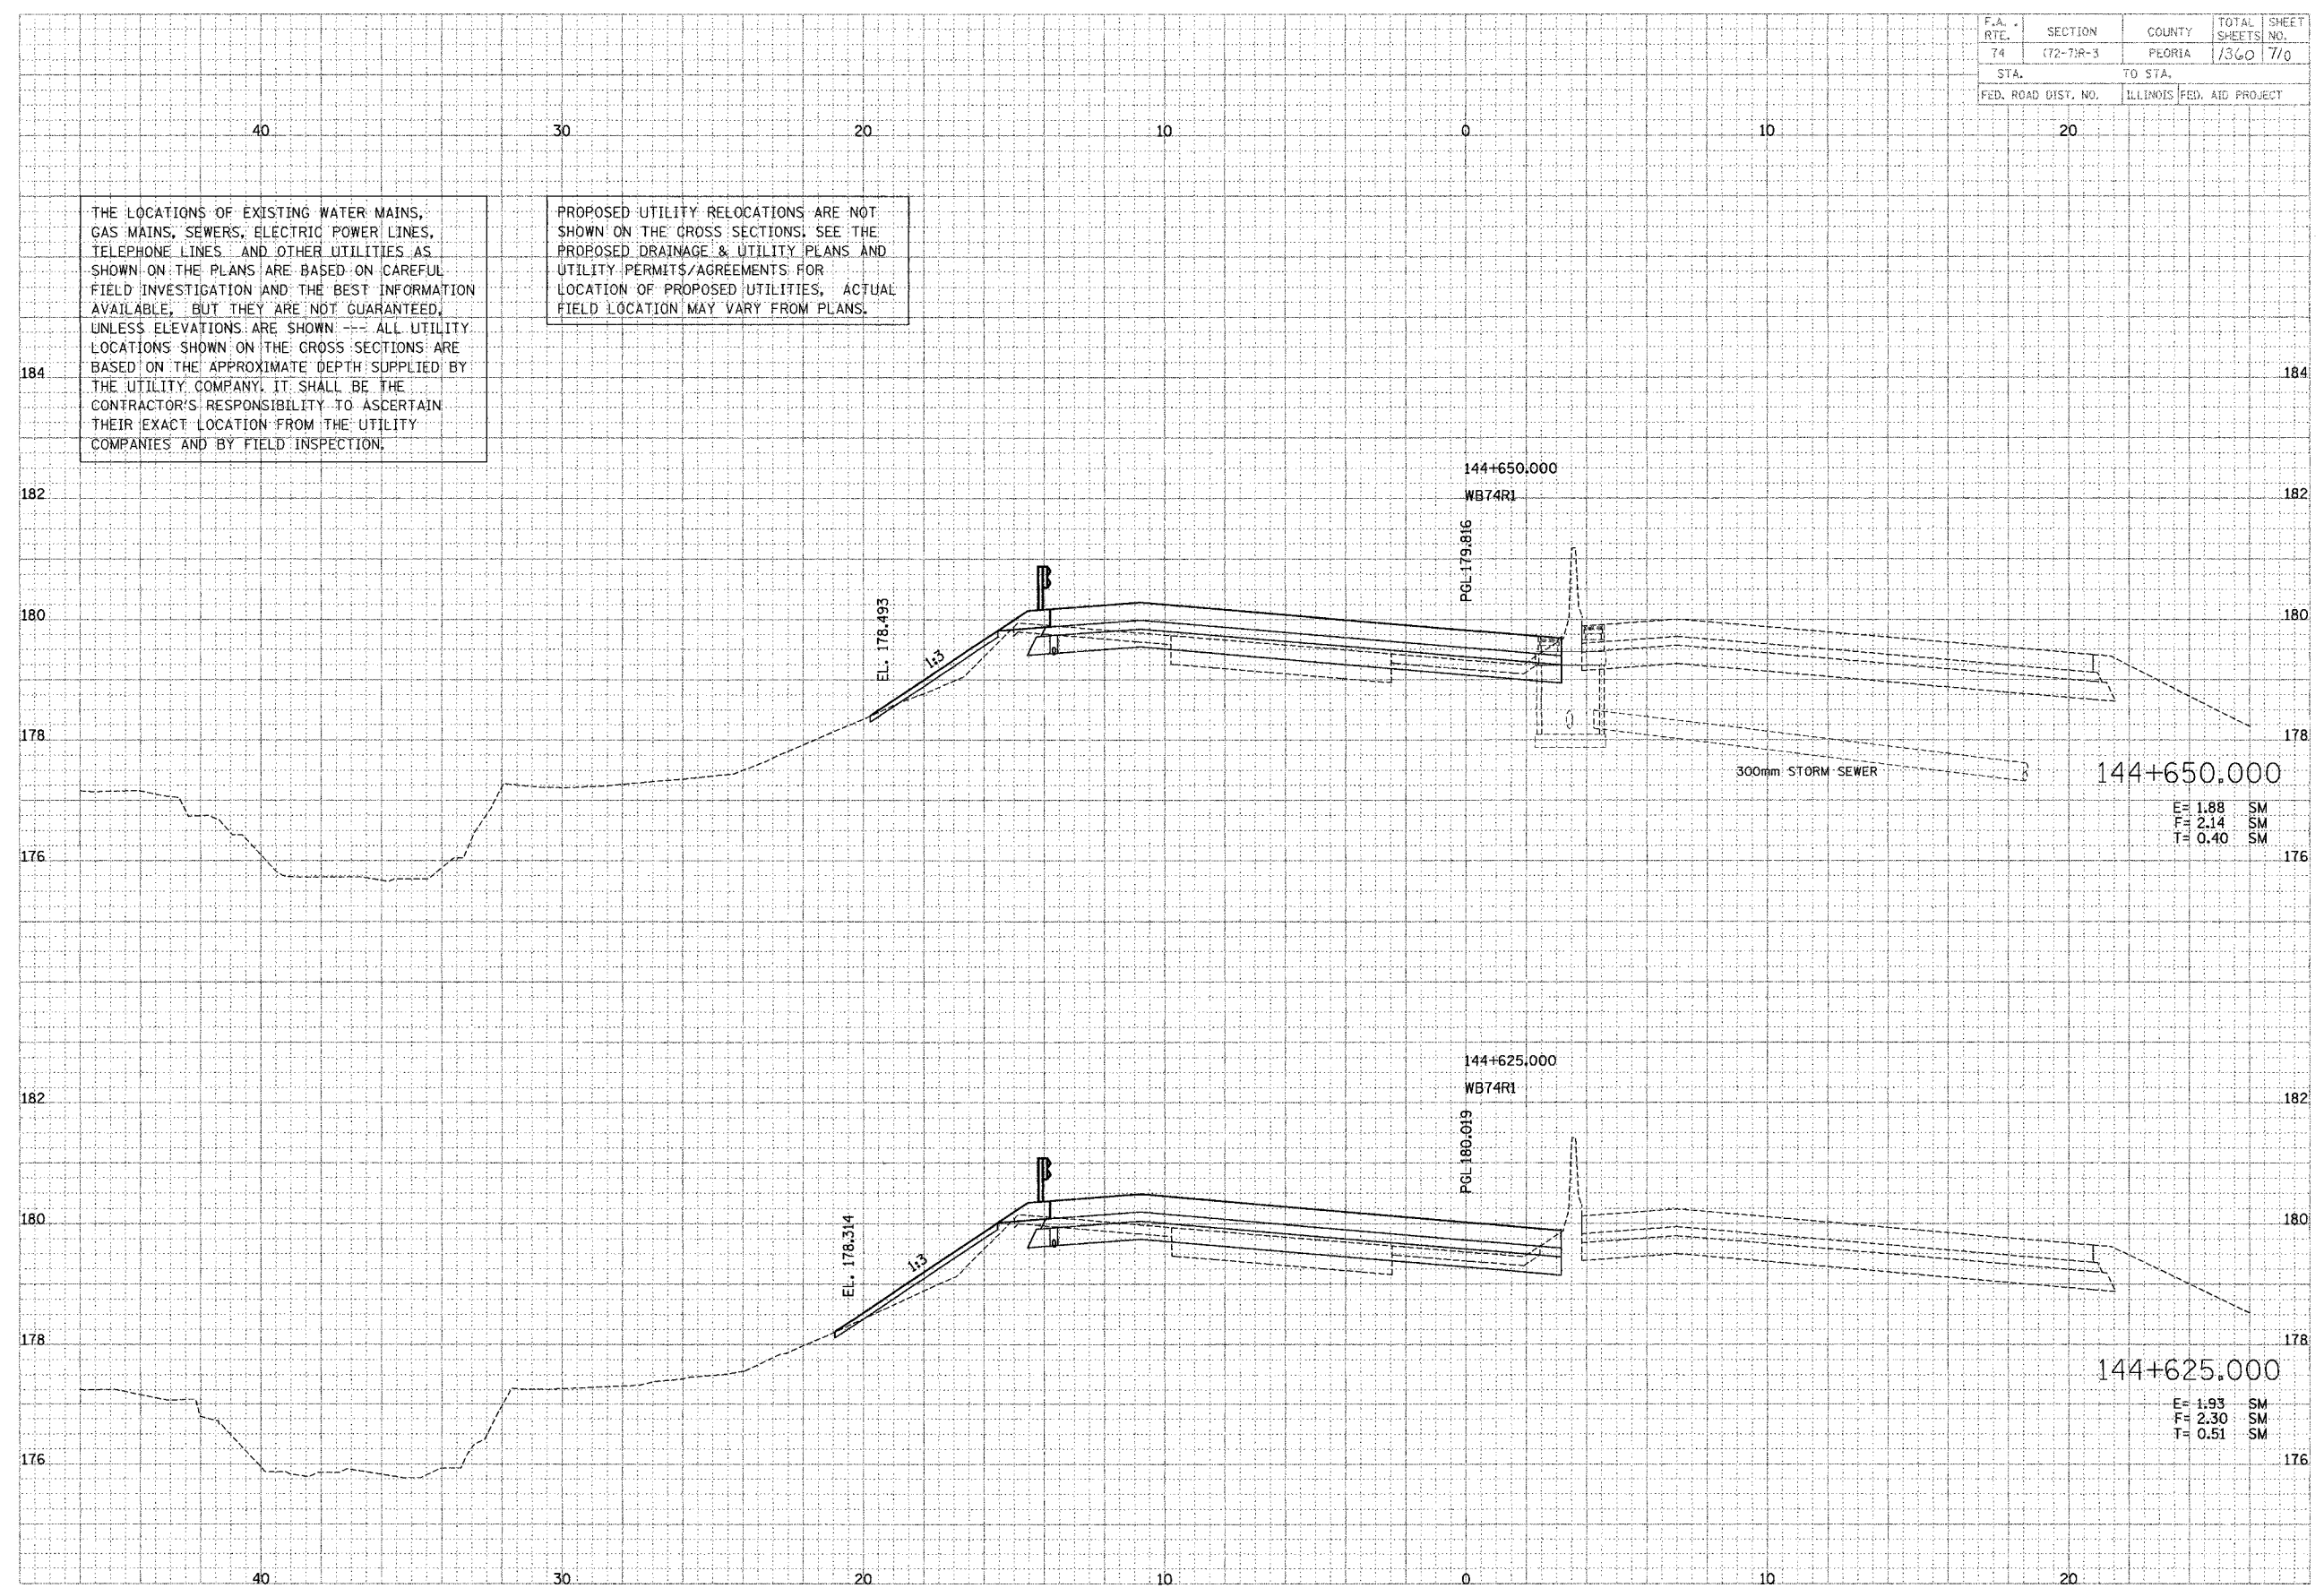 F.A. . RTE. SECTION COUNTY TOTAL SHEETS SHEET NO.
74 (72-7)R-3 PEORIA 1360 710
STA. TO STA.
FED. ROAD DIST. NO. ILLINOIS FED. AID PROJECT
40 30 20 10 0 10 20
THE LOCATIONS OF EXISTING WATER MAINS,
GAS MAINS, SEWERS, ELECTRIC POWER LINES,
TELEPHONE LINES AND OTHER UTILITIES AS
SHOWN ON THE PLANS ARE BASED ON CAREFUL
FIELD INVESTIGATION AND THE BEST INFORMATION
AVAILABLE, BUT THEY ARE NOT GUARANTEED.
UNLESS ELEVATIONS ARE SHOWN --- ALL UTILITY
LOCATIONS SHOWN ON THE CROSS SECTIONS ARE
BASED ON THE APPROXIMATE DEPTH SUPPLIED BY
THE UTILITY COMPANY. IT SHALL BE THE
CONTRACTOR'S RESPONSIBILITY TO ASCERTAIN
THEIR EXACT LOCATION FROM THE UTILITY
COMPANIES AND BY FIELD INSPECTION.
PROPOSED UTILITY RELOCATIONS ARE NOT
SHOWN ON THE CROSS SECTIONS. SEE THE
PROPOSED DRAINAGE & UTILITY PLANS AND
UTILITY PERMITS/AGREEMENTS FOR
LOCATION OF PROPOSED UTILITIES, ACTUAL
FIELD LOCATION MAY VARY FROM PLANS.
184 184
144+650.000
182 WB74R1 182
PGL 179.816
180 180
EL. 178.493
1:3
178 178
300mm STORM SEWER
144+650.000
E= 1.88 SM
F= 2.14 SM
T= 0.40 SM
176 176
144+625.000
WB74R1
182 182
PGL 180.019
180 180
EL. 178.314
1:3
178 178
144+625.000
E= 1.93 SM
F= 2.30 SM
T= 0.51 SM
176 176
40 30 20 10 0 10 20